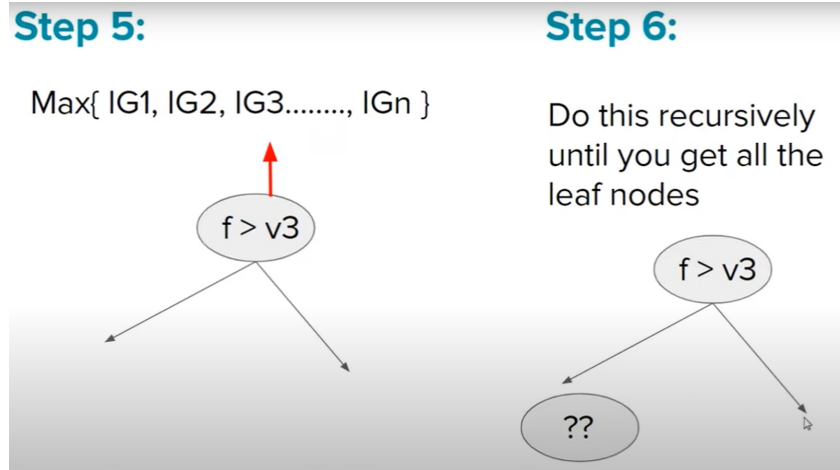 Step 5:
Max{ IG1, IG2, IG3........, IGn }
f > v3
Step 6:
Do this recursively
until you get all the
leaf nodes
f > v3
??